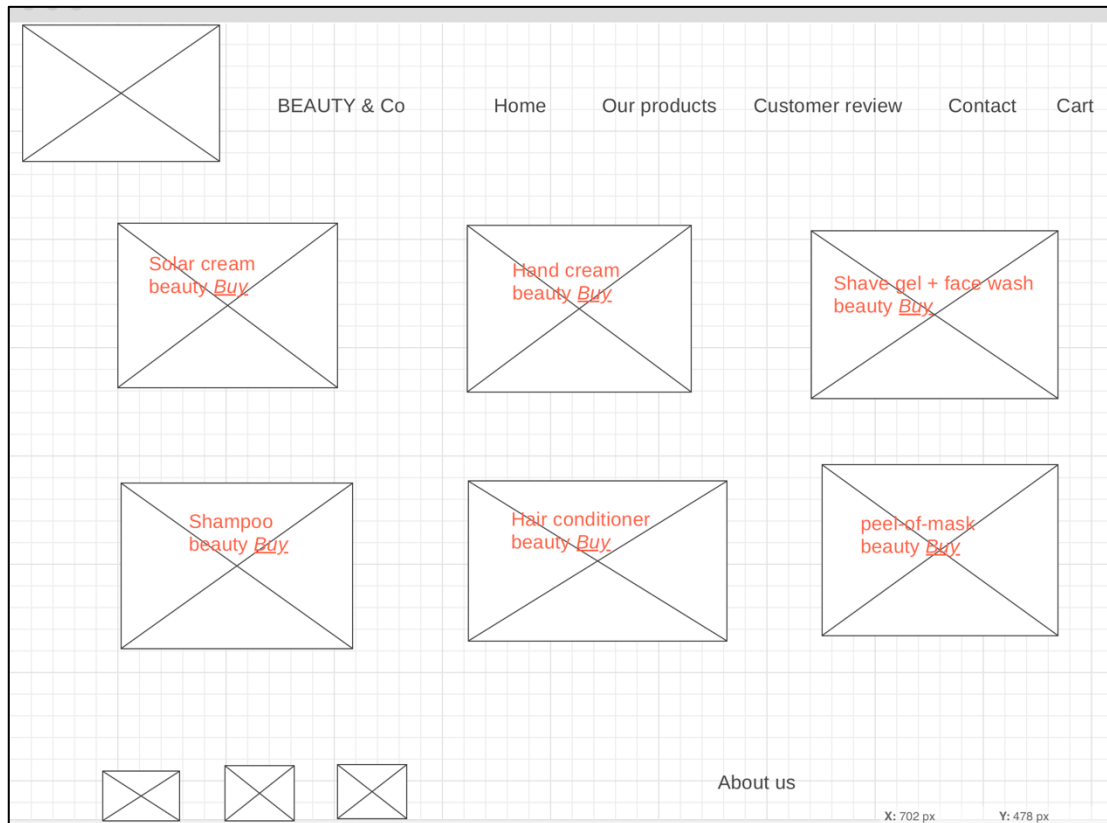 BEAUTY & Co Home Our products Customer review Contact Cart
Solar cream
beauty Buy
Hand cream
beauty Buy
Shave gel + face wash
beauty Buy
Shampoo
beauty Buy
Hair conditioner
beauty Buy
peel-of-mask
beauty Buy
About us
X: 702 px Y: 478 px